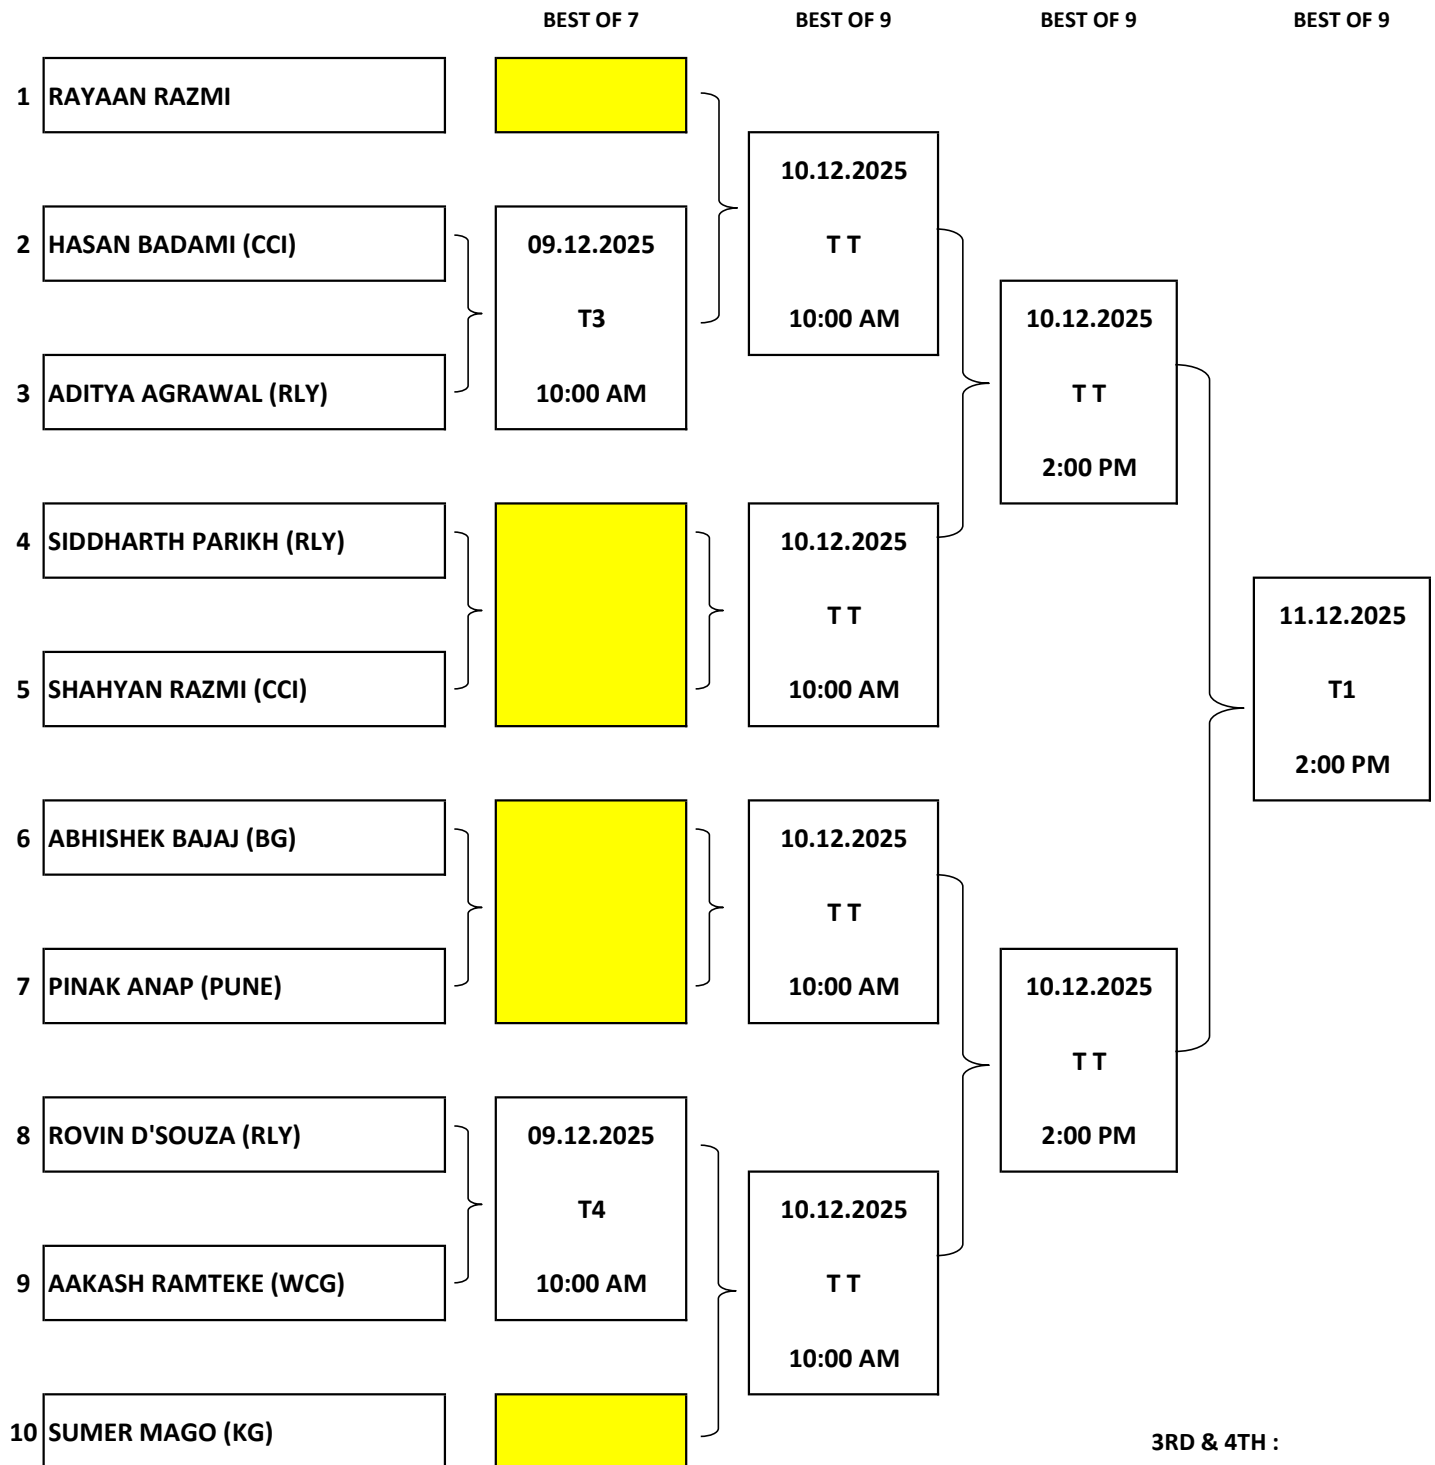 BEST OF 7 BEST OF 9 BEST OF 9 BEST OF 9
1 RAYAAN RAZMI
10.12.2025
2 HASAN BADAMI (CCI) 09.12.2025 T T
T3 10:00 AM 10.12.2025
3 ADITYA AGRAWAL (RLY) 10:00 AM T T
2:00 PM
4 SIDDHARTH PARIKH (RLY) 10.12.2025
T T 11.12.2025
5 SHAHYAN RAZMI (CCI) 10:00 AM T1
2:00 PM
6 ABHISHEK BAJAJ (BG) 10.12.2025
T T
7 PINAK ANAP (PUNE) 10:00 AM 10.12.2025
T T
8 ROVIN D'SOUZA (RLY) 09.12.2025 2:00 PM
T4 10.12.2025
9 AAKASH RAMTEKE (WCG) 10:00 AM T T
10:00 AM
10 SUMER MAGO (KG) 3RD & 4TH :